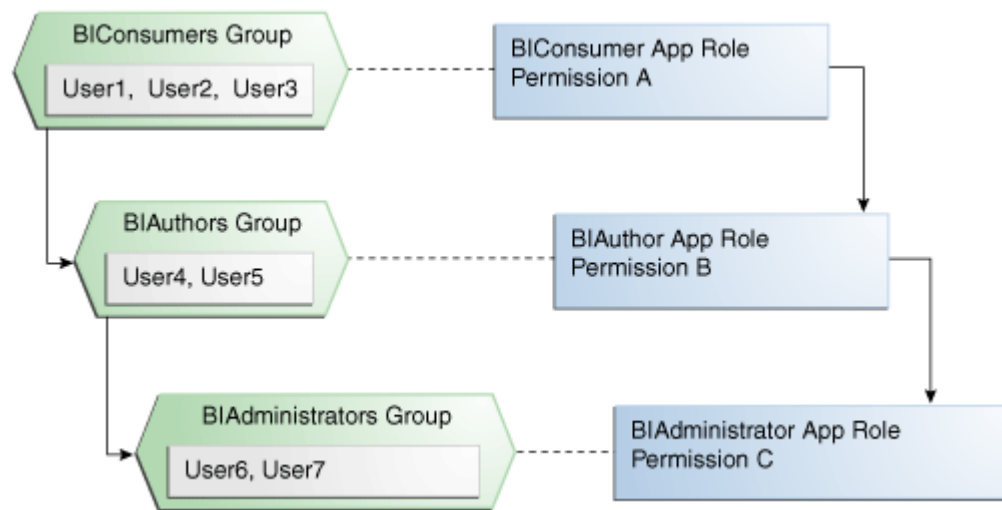 BIConsumers Group
User1, User2, User3
BIConsumer App Role
Permission A
BIAuthors Group
User4, User5
BIAuthor App Role
Permission B
BIAdministrators Group
User6, User7
BIAdministrator App Role
Permission C